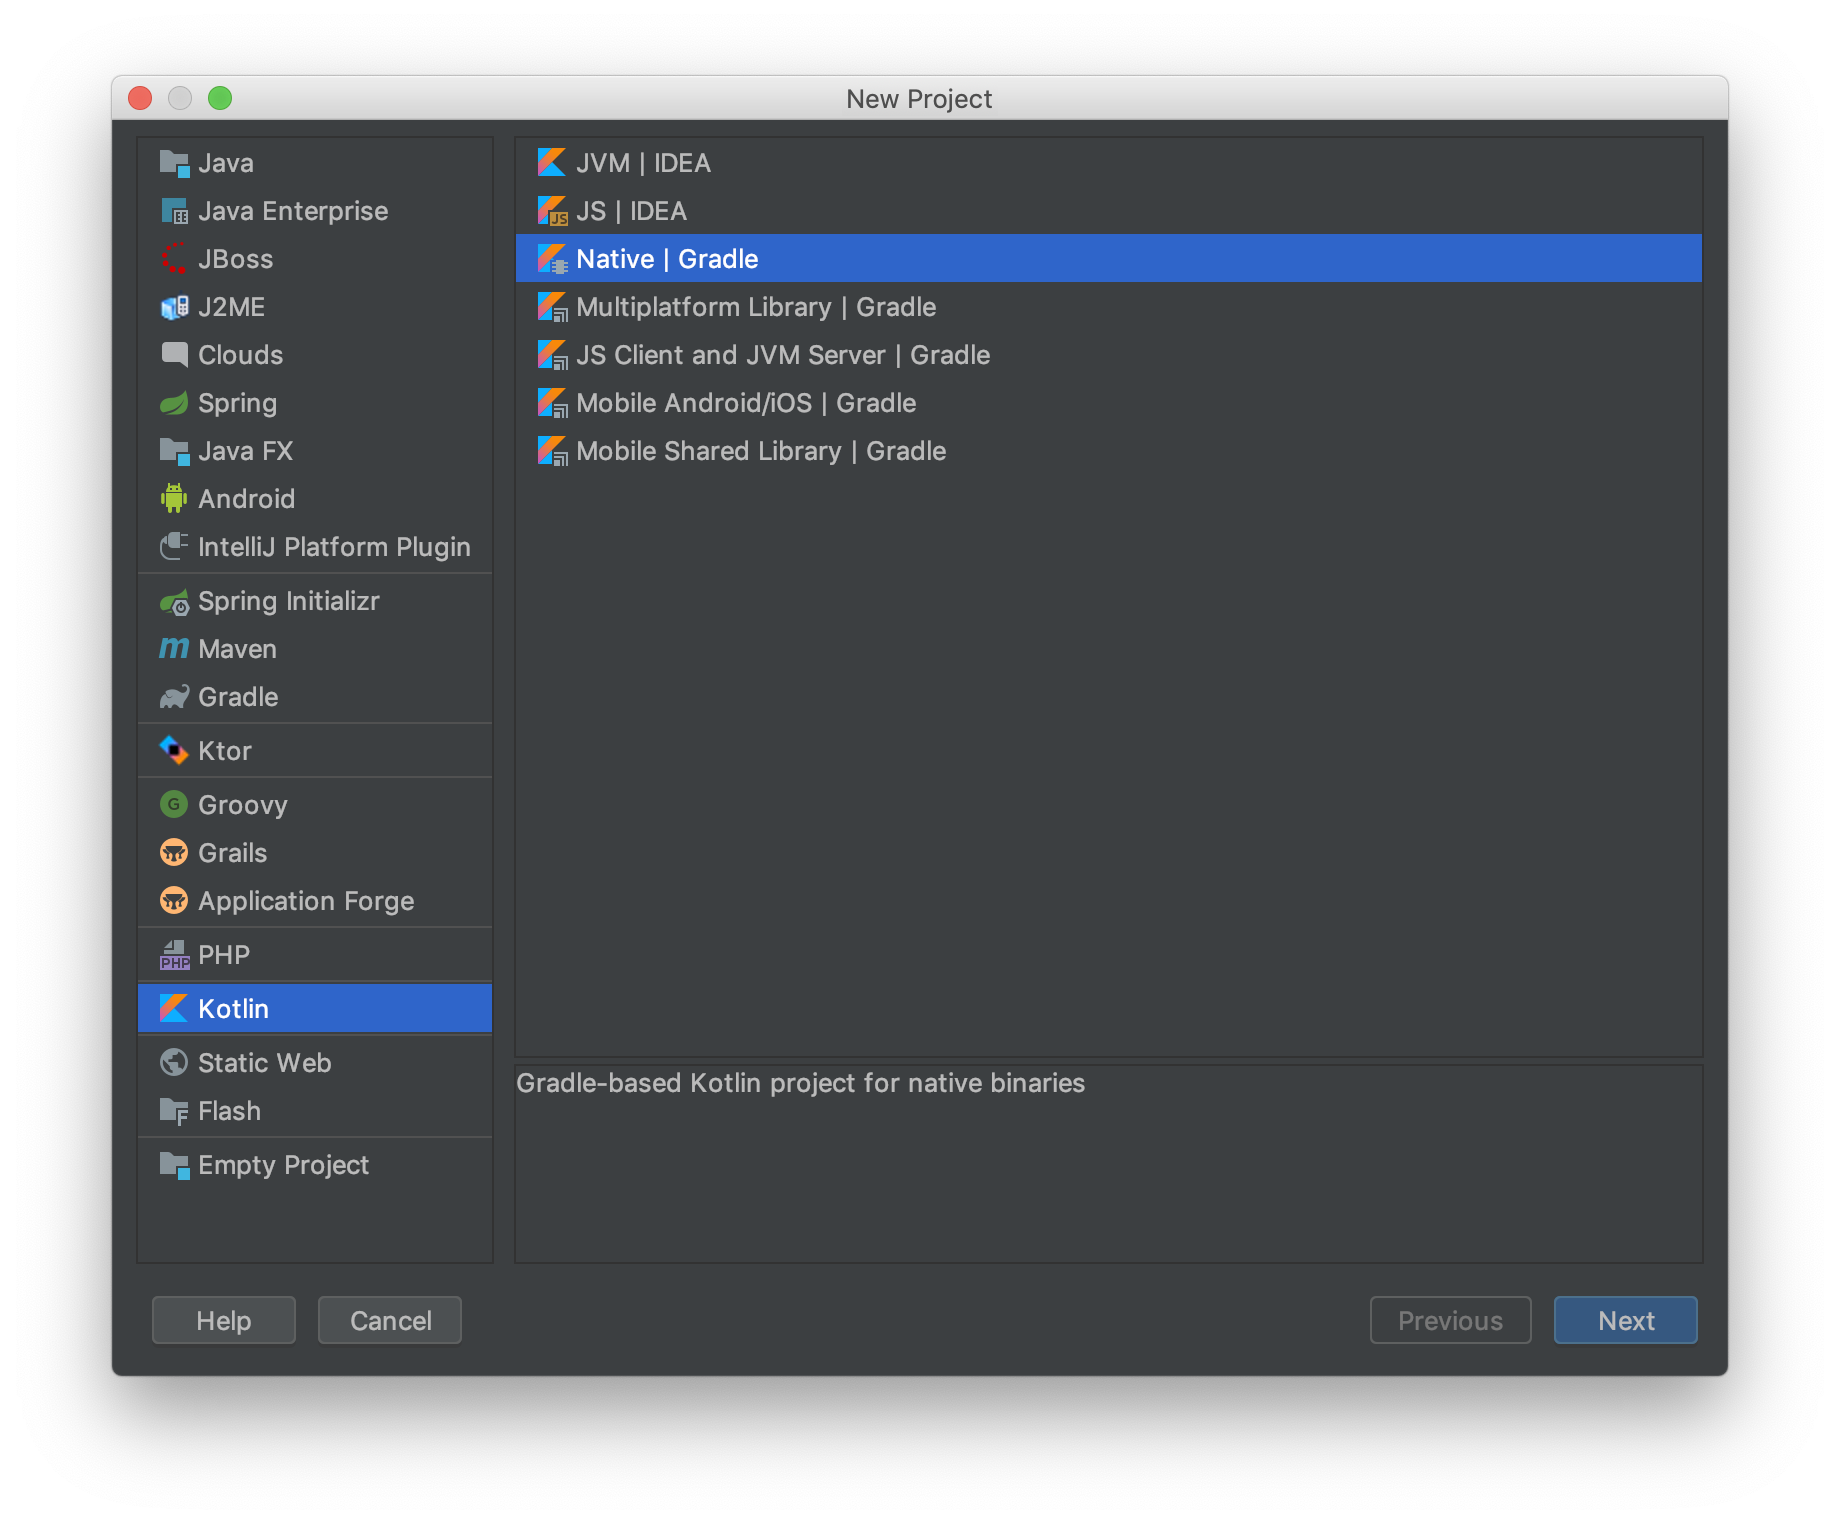 New Project
Java
Java Enterprise
JBoss
J2ME
Clouds
Spring
Java FX
Android
IntelliJ Platform Plugin
Spring Initializr
m Maven
Gradle
Ktor
G Groovy
Grails
Application Forge
PHP PHP
Kotlin
Static Web
F Flash
Empty Project
JVM | IDEA
JS JS | IDEA
Native | Gradle
Multiplatform Library | Gradle
JS Client and JVM Server | Gradle
Mobile Android/iOS | Gradle
Mobile Shared Library | Gradle
Gradle-based Kotlin project for native binaries
Help
Cancel
Previous
Next